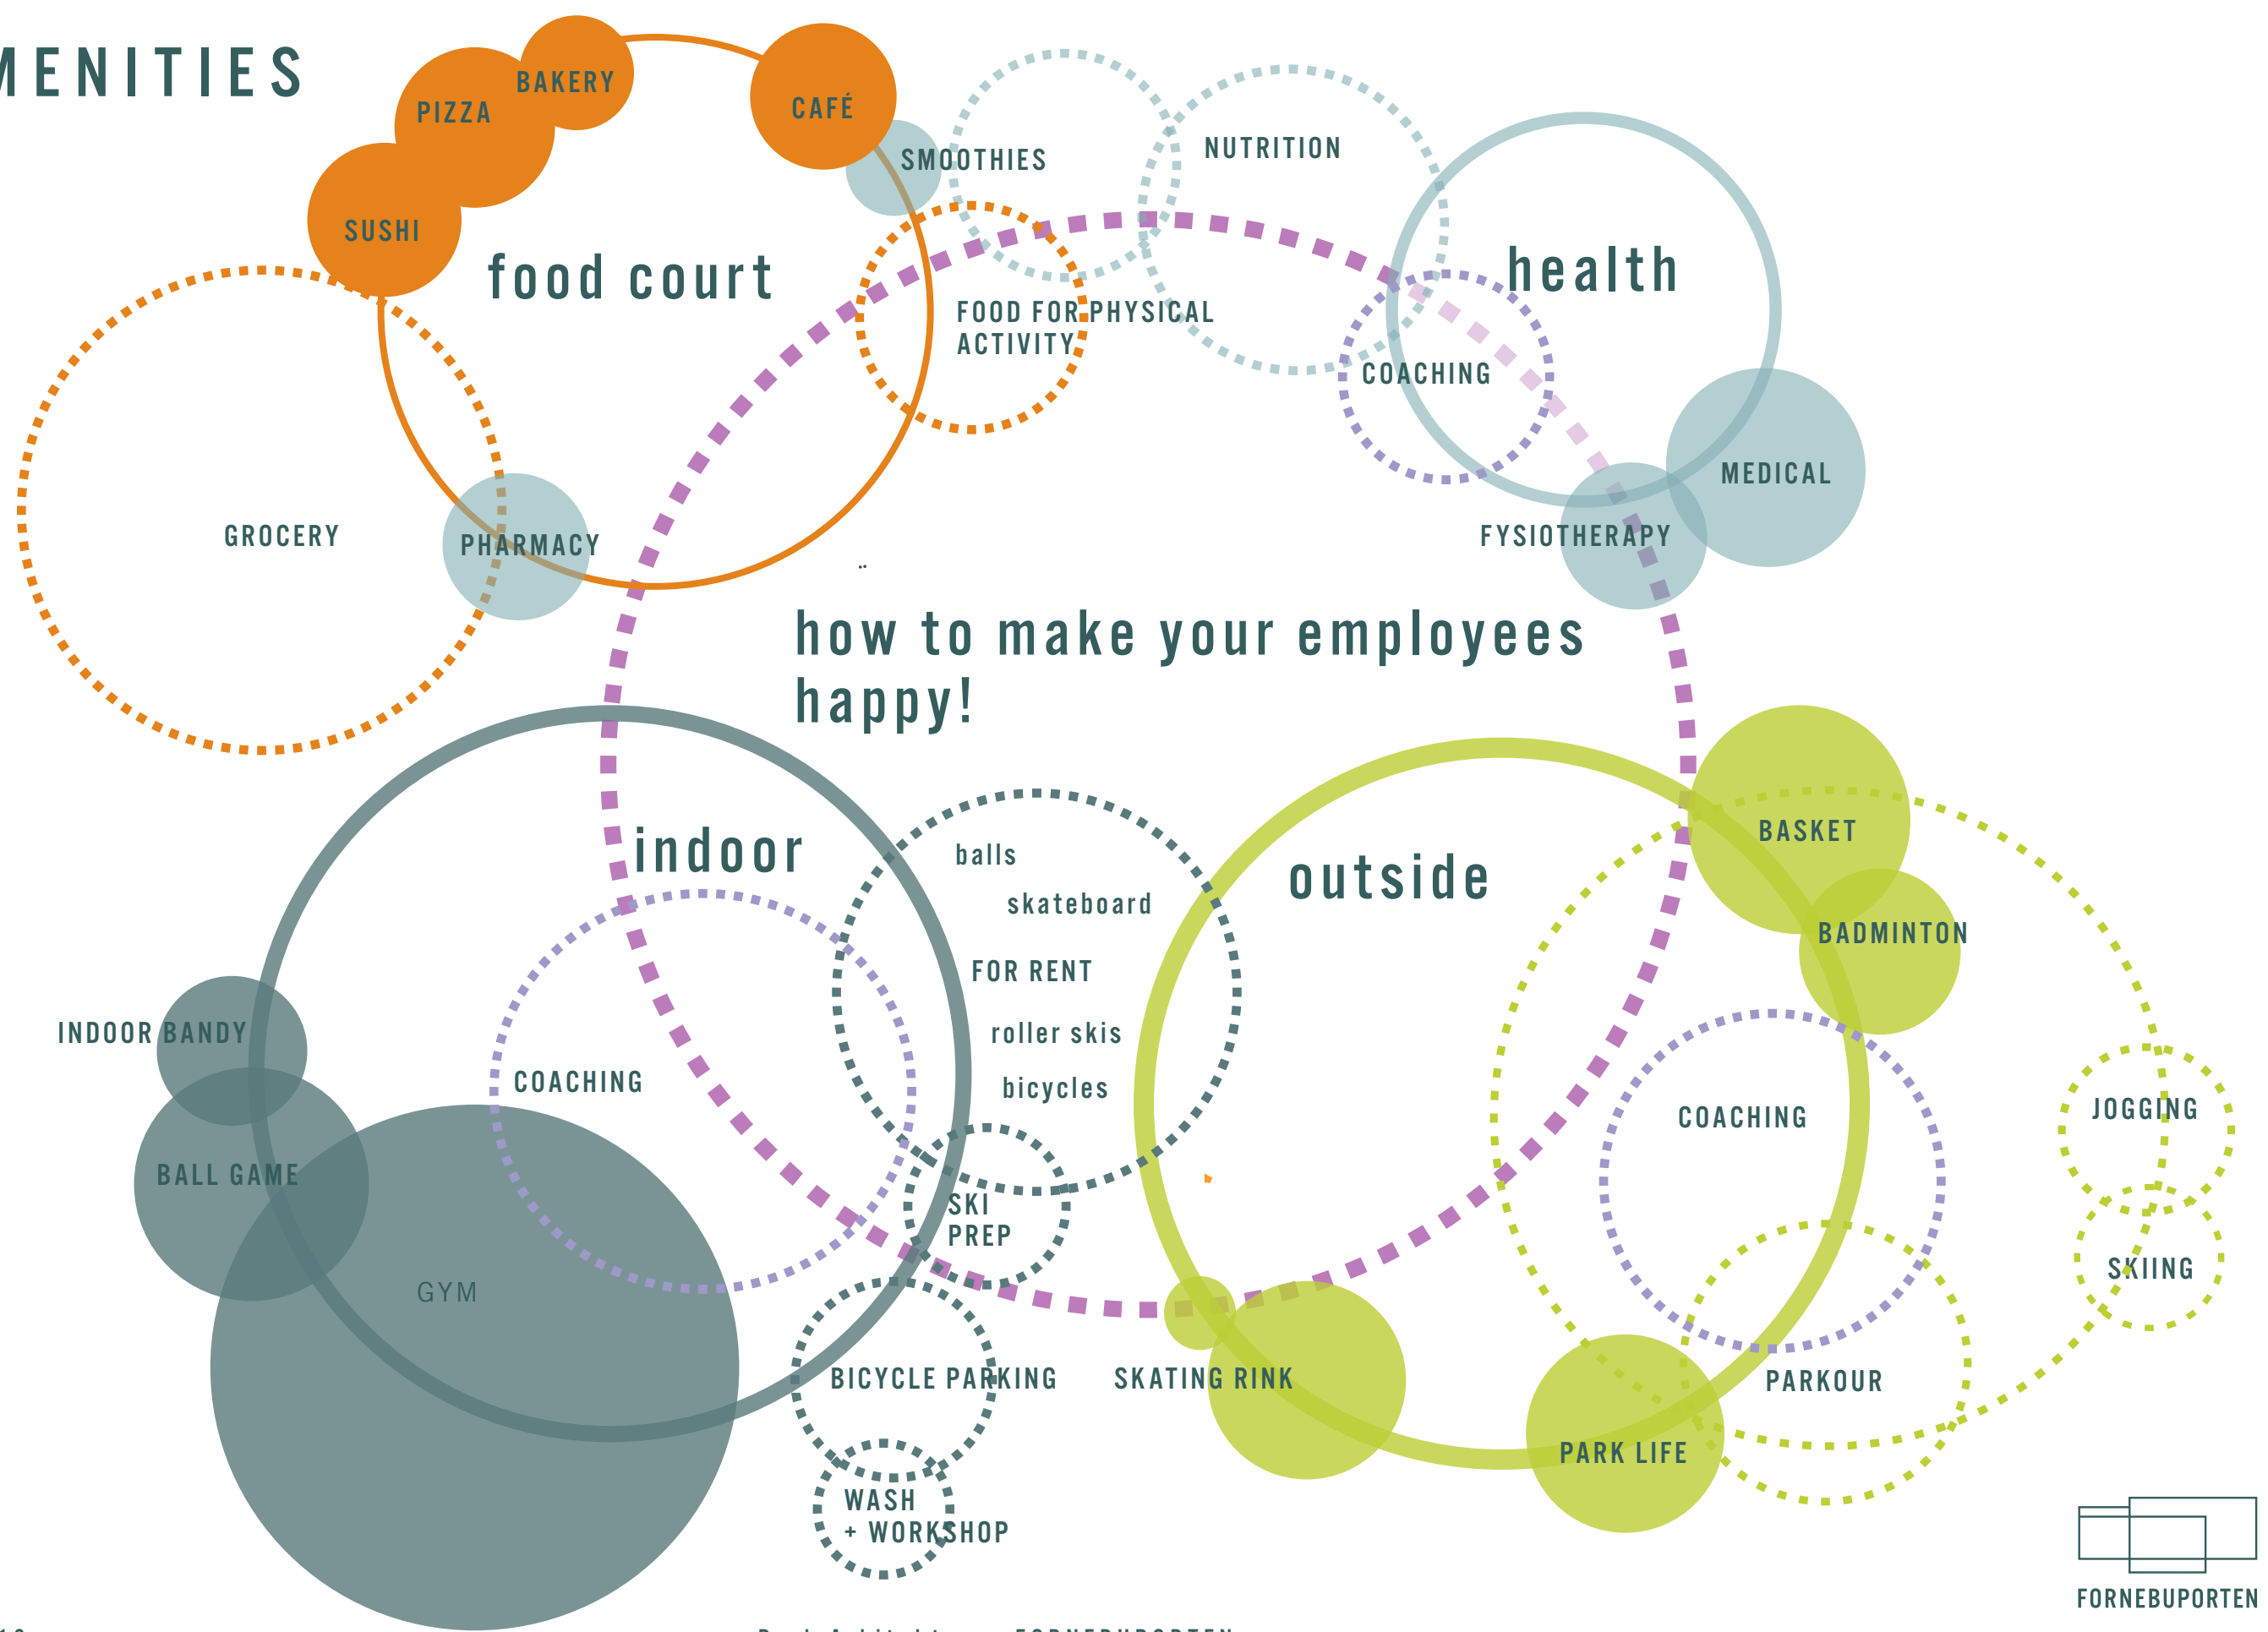 MENITIES
BAKERY
PIZZA
CAFÉ
SMOOTHIES
NUTRITION
SUSHI
food court
health
FOOD FOR PHYSICAL
ACTIVITY
COACHING
MEDICAL
GROCERY
PHARMACY
FYSIOTHERAPY
how to make your employees
happy!
indoor
balls
outside
BASKET
skateboard
BADMINTON
FOR RENT
INDOOR BANDY
roller skis
COACHING
bicycles
COACHING
JOGGING
BALL GAME
SKI
PREP
SKIING
GYM
BICYCLE PARKING
SKATING RINK
PARKOUR
PARK LIFE
WASH
+ WORKSHOP
FORNEBUPORTEN
FORNEBUPORTEN